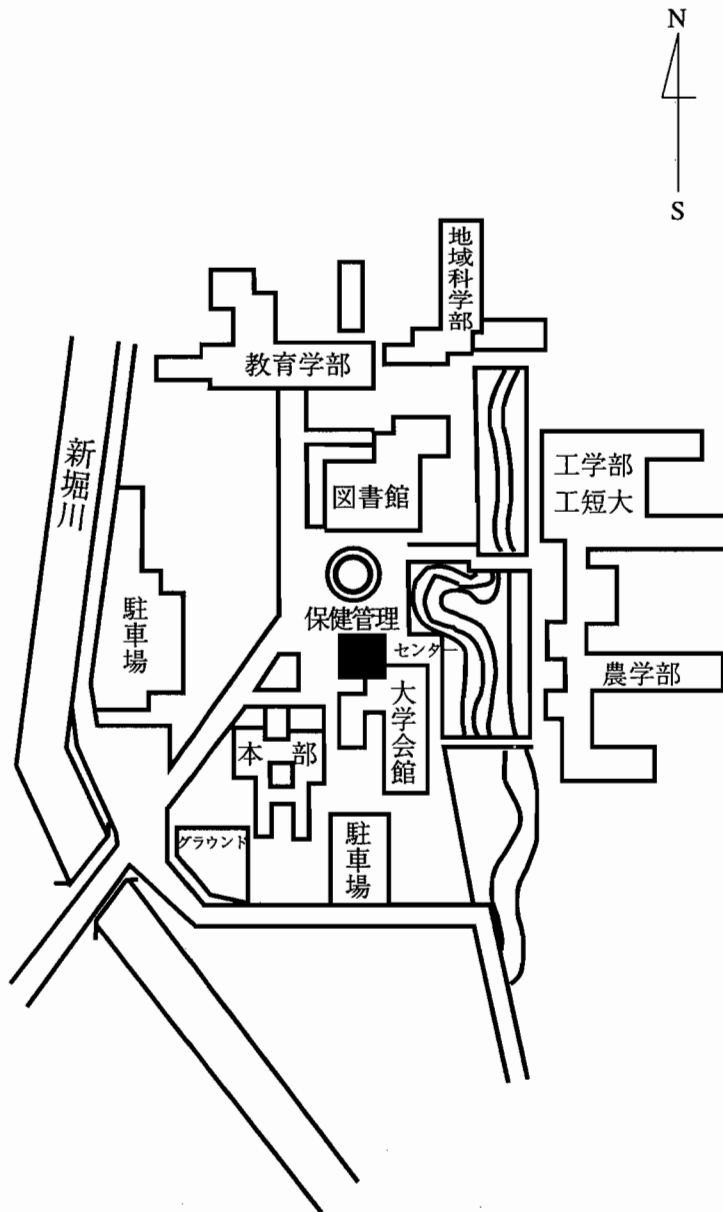 N
S
地域科学部
教育学部
新堀川
図書館
工学部
工短大
駐車場
保健管理
センター
農学部
大学会館
本部
グラウンド
駐車場